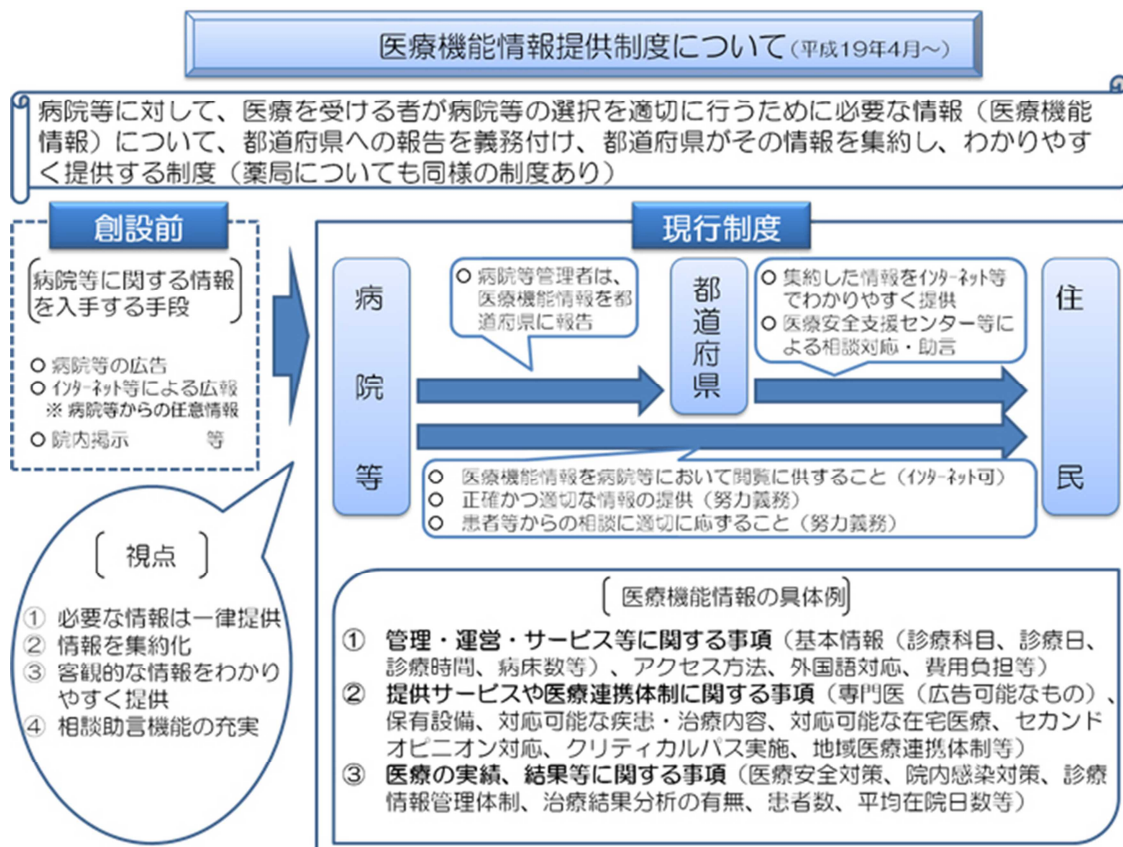 医療機能情報提供制度について(平成19年4月～)
病院等に対して、医療を受ける者が病院等の選択を適切に行うために必要な情報（医療機能
情報）について、都道府県への報告を義務付け、都道府県がその情報を集約し、わかりやす
く提供する制度（薬局についても同様の制度あり）
創設前
病院等に関する情報
を入手する手段
○ 病院等の広告
○ インターネット等による広報
※ 病院等からの任意情報
○ 院内掲示 等
視点
① 必要な情報は一律提供
② 情報を集約化
③ 客観的な情報をわかり
やすく提供
④ 相談助言機能の充実
現行制度
病院等
○ 病院等管理者は、
医療機能情報を都
道府県に報告
都道府県
○ 集約した情報をインターネット等
でわかりやすく提供
○ 医療安全支援センター等に
よる相談対応・助言
住民
○ 医療機能情報を病院等において閲覧に供すること（インターネット可）
○ 正確かつ適切な情報の提供（努力義務）
○ 患者等からの相談に適切に応ずること（努力義務）
[ 医療機能情報の具体例]
① 管理・運営・サービス等に関する事項（基本情報（診療科目、診療日、
診療時間、病床数等）、アクセス方法、外国語対応、費用負担等）
② 提供サービスや医療連携体制に関する事項（専門医（広告可能なもの）、
保有設備、対応可能な疾患・治療内容、対応可能な在宅医療、セカンド
オピニオン対応、クリティカルパス実施、地域医療連携体制等）
③ 医療の実績、結果等に関する事項（医療安全対策、院内感染対策、診療
情報管理体制、治療結果分析の有無、患者数、平均在院日数等）